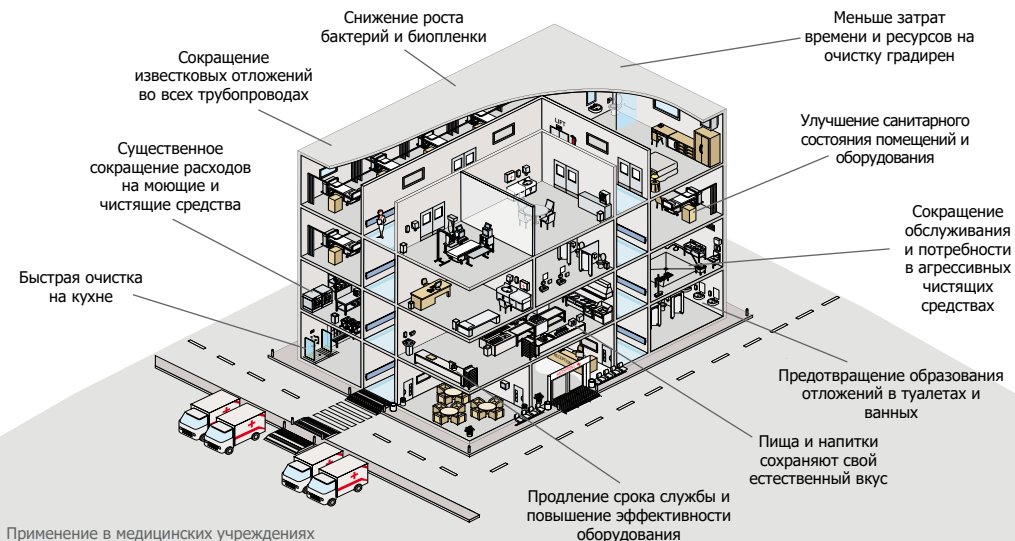 Снижение роста
бактерий и биопленки
Меньше затрат
времени и ресурсов на
очистку градирен
Сокращение
известковых отложений
во всех трубопроводах
Улучшение санитарного
состояния помещений и
оборудования
Существенное
сокращение расходов
на моющие и
чистящие средства
Сокращение
обслуживания
и потребности
в агрессивных
чистящих
средствах
Быстрая очистка
на кухне
LIFT
Предотвращение образования
отложений в туалетах и
ванных
Пища и напитки
сохраняют свой
естественный вкус
Продление срока службы и
повышение эффективности
оборудования
Применение в медицинских учреждениях